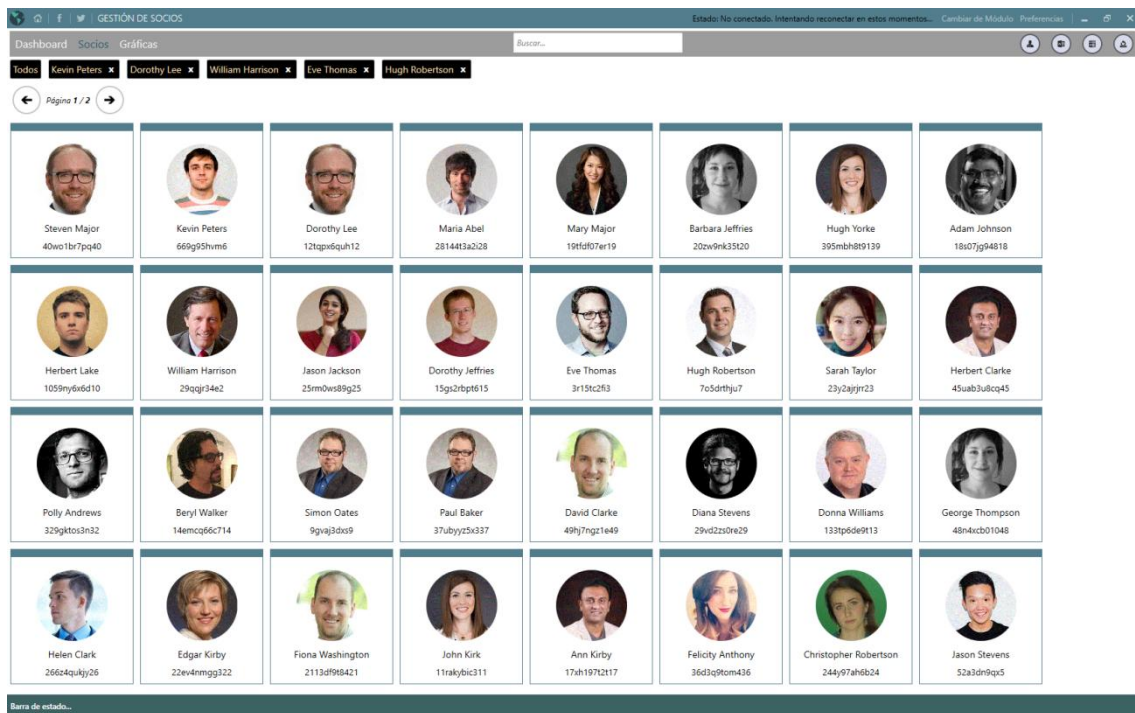 GESTIÓN DE SOCIOS Estado: No conectado. Intentando reconectar en estos momentos... Cambiar de Módulo Preferencias
Dashboard Socios Gráficas Buscar...
Todos Kevin Peters x Dorothy Lee x William Harrison x Eve Thomas x Hugh Robertson x
Página 1 / 2
Steven Major Kevin Peters Dorothy Lee Maria Abel Mary Major Barbara Jeffries Hugh Yorke Adam Johnson
40wo1br7pq40 669g95hvm6 12tqpx6quh12 28144t3a2i28 19tfdf07er19 20zw9nk35t20 395mbh8t9139 18s07jg94818
Herbert Lake William Harrison Jason Jackson Dorothy Jeffries Eve Thomas Hugh Robertson Sarah Taylor Herbert Clarke
1059ny6x6d10 29qqjr34e2 25rm0ws89g25 15gs2rbpt615 3r15tc2fi3 7o5drthju7 23y2ajrjrr23 45uab3u8cq45
Polly Andrews Beryl Walker Simon Oates Paul Baker David Clarke Diana Stevens Donna Williams George Thompson
329gktos3n32 14emcq66c714 9gvaj3dxs9 37ubyyz5x337 49hj7ngz1e49 29vd2zs0re29 133tp6de9t13 48n4xcb01048
Helen Clark Edgar Kirby Fiona Washington John Kirk Ann Kirby Felicity Anthony Christopher Robertson Jason Stevens
266z4qukjy26 22ev4nmgg322 2113df9t8421 11rakybic311 17xh197t2t17 36d3q9tom436 244y97ah6b24 52a3dn9qx5
Barra de estado...